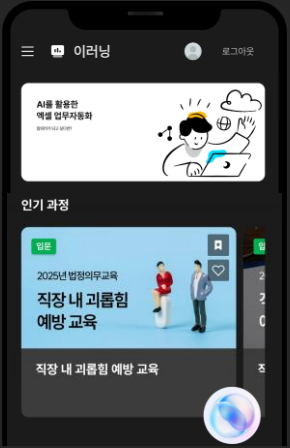 이러닝
로그아웃
AI를 활용한
엑셀 업무자동화
인기 과정
입문
2025년 법정의무교육
직장 내 괴롭힘
예방 교육
직장 내 괴롭힘 예방 교육